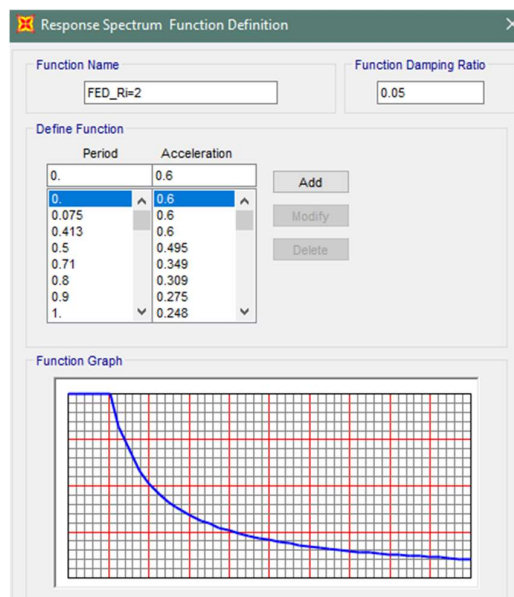 Response Spectrum Function Definition
Function Name
Function Damping Ratio
FED_Ri=2
0.05
Define Function
Period Acceleration
0. 0.6
Add
0. 0.6
0.075 0.6
Modify
0.413 0.6
0.5 0.495
Delete
0.71 0.349
0.8 0.309
0.9 0.275
1. 0.248
Function Graph